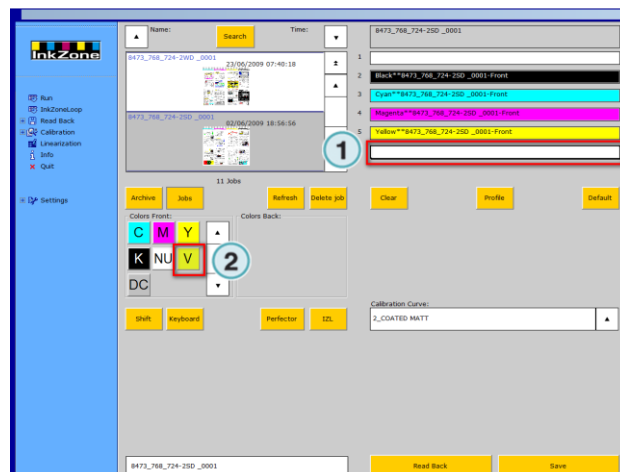 Name:
Search
Time:
8473_768_724-2SD _0001
InkZone
8473_768_724-2WD _0001
23/06/2009 07:40:18
1
2
Black**8473_768_724-2SD _0001-Front
3
Cyan**8473_768_724-2SD _0001-Front
4
Magenta**8473_768_724-2SD _0001-Front
5
Yellow**8473_768_724-2SD _0001-Front
8473_768_724-2SD _0001
02/06/2009 18:56:56
1
11 Jobs
Run
InkZoneLoop
Read Back
Calibration
Linearization
Info
Quit
Settings
Archive
Jobs
Refresh
Delete job
Clear
Profile
Default
Colors Front:
Colors Back:
C M Y
K NU V
2
DC
Shift
Keyboard
Perfector
IZL
Calibration Curve:
2_COATED MATT
8473_768_724-2SD _0001
Read Back
Save